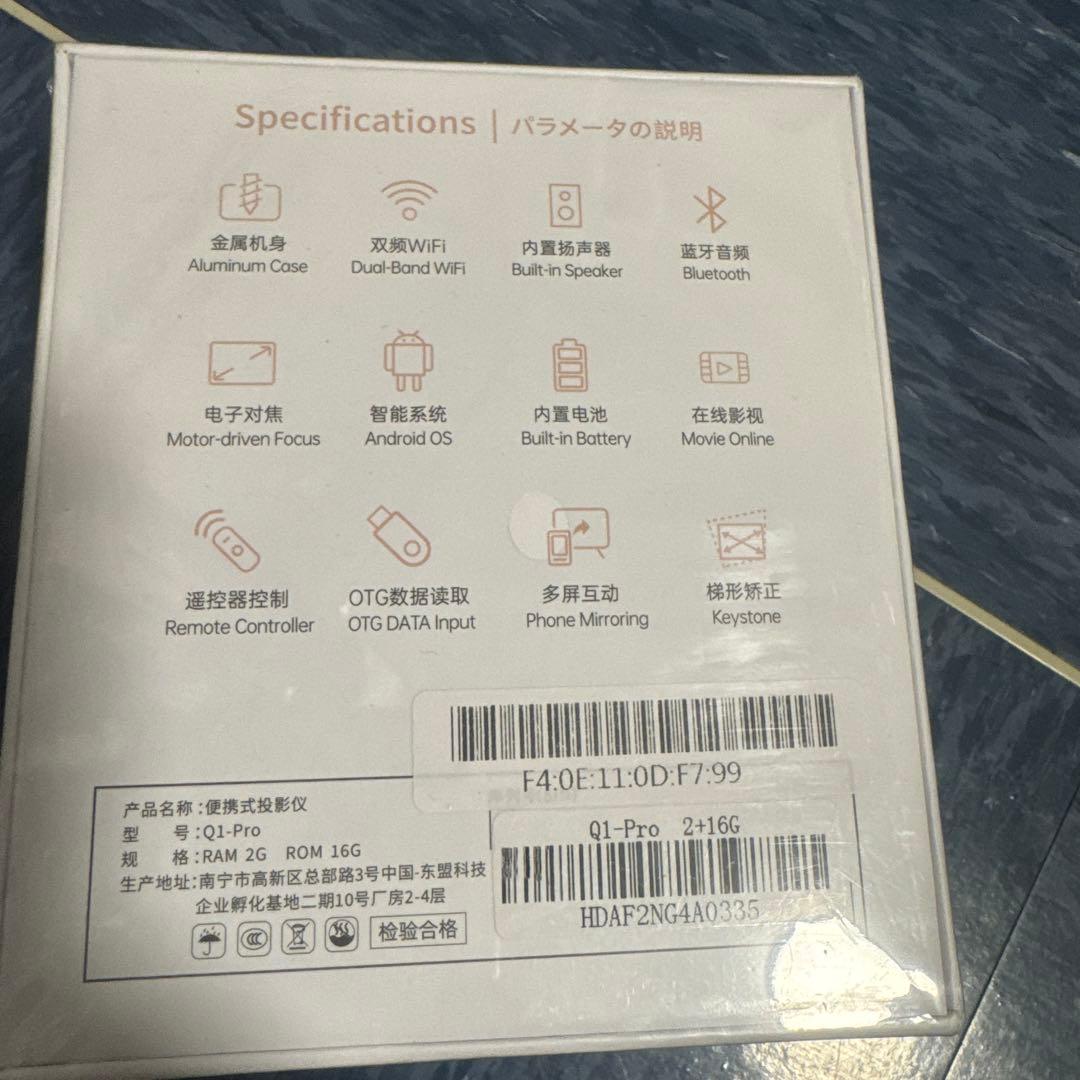 Specifications | パラメータの説明
金属机身
Aluminum Case
双频WiFi
Dual-Band WiFi
内置扬声器
Built-in Speaker
蓝牙音频
Bluetooth
电子对焦
Motor-driven Focus
智能系统
Android OS
内置电池
Built-in Battery
在线影视
Movie Online
遥控器控制
Remote Controller
OTG数据读取
OTG DATA Input
多屏互动
Phone Mirroring
梯形矫正
Keystone
F4:0E:11:0D:F7:99
产品名称:便携式投影仪
型 号:Q1-Pro
规 格:RAM 2G ROM 16G
生产地址:南宁市高新区总部路3号中国-东盟科技
企业孵化基地二期10号厂房2-4层
检验合格
Q1-Pro 2+16G
HDAF2NG4A0335